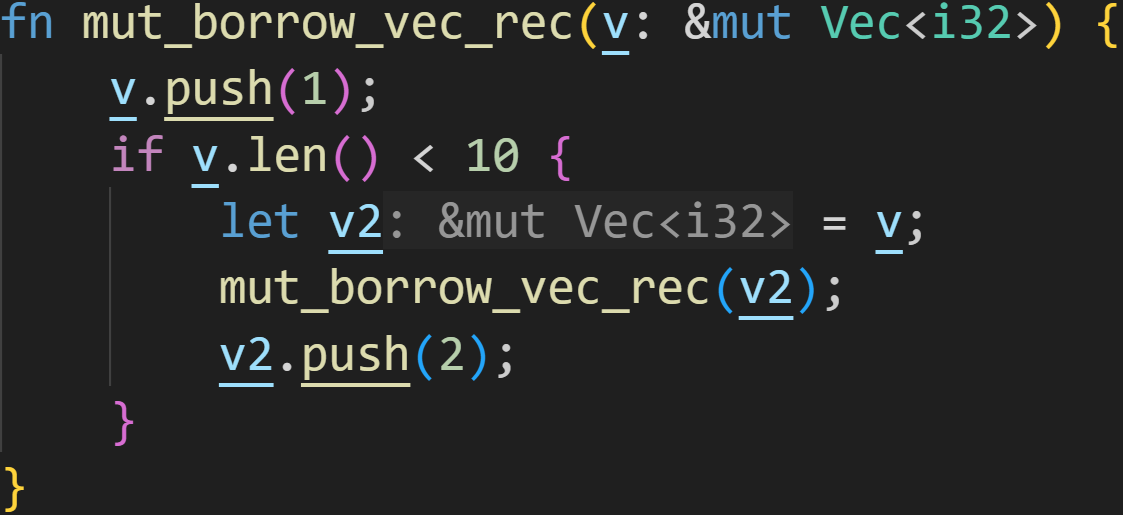 fn mut_borrow_vec_rec(v: &mut Vec<i32>) {
    v.push(1);
    if v.len() < 10 {
        let v2: &mut Vec<i32> = v;
        mut_borrow_vec_rec(v2);
        v2.push(2);
    }
}